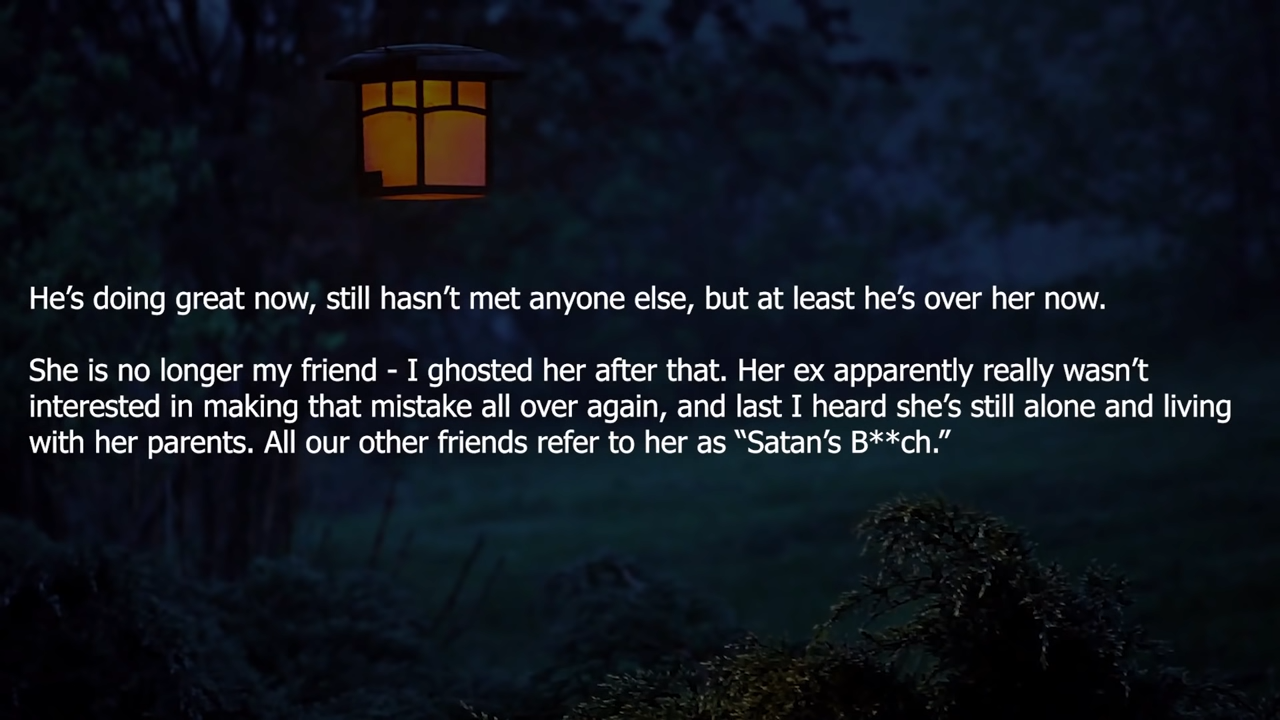 He’s doing great now, still hasn’t met anyone else, but at least he’s over her now.
She is no longer my friend - I ghosted her after that. Her ex apparently really wasn’t
interested in making that mistake all over again, and last I heard she’s still alone and living
with her parents. All our other friends refer to her as “Satan’s B**ch.”